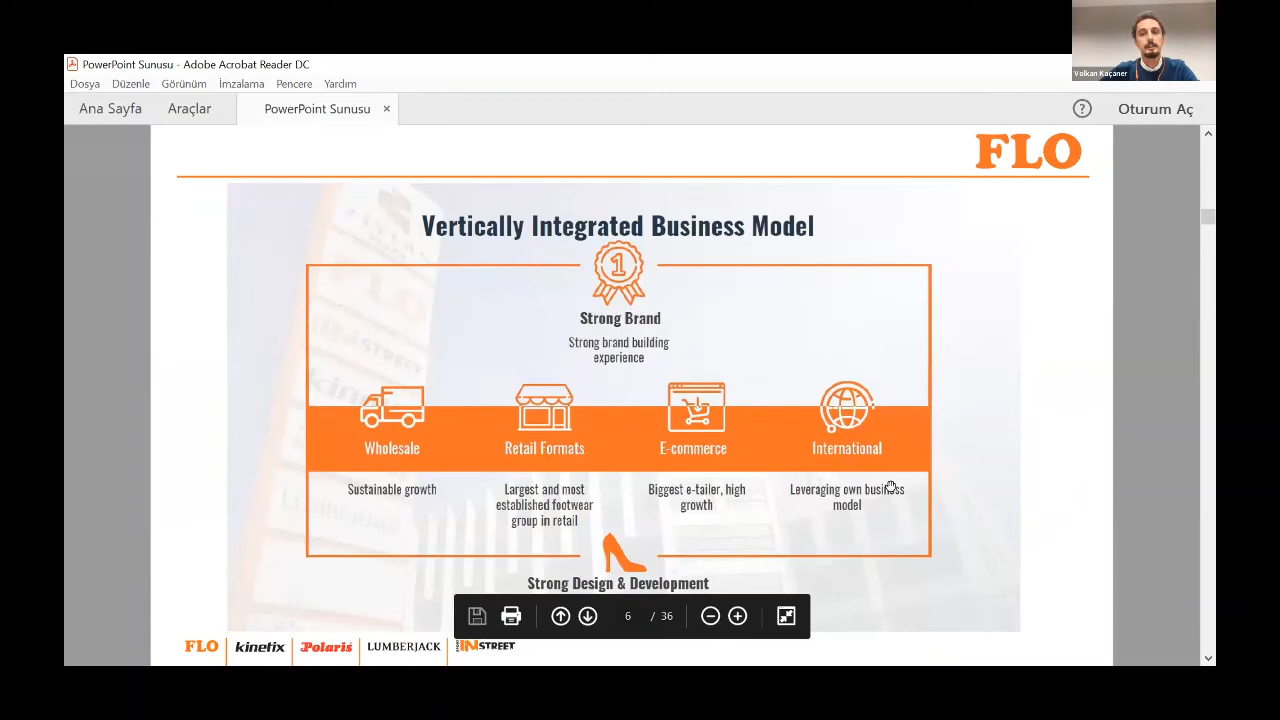 Volkan Kaçaner
PowerPoint Sunusu - Adobe Acrobat Reader DC
Dosya Düzenle Görünüm İmzalama Pencere Yardım
Ana Sayfa Araçlar PowerPoint Sunusu × ? Oturum Aç
FLO
Vertically Integrated Business Model
1
Strong Brand
Strong brand building
experience
Wholesale Retail Formats E-commerce International
Sustainable growth
Largest and most
established footwear
group in retail
Biggest e-tailer, high
growth
Leveraging own business
model
Strong Design & Development
6 / 36
FLO kinetix Polaris LUMBERJACK INSTREET